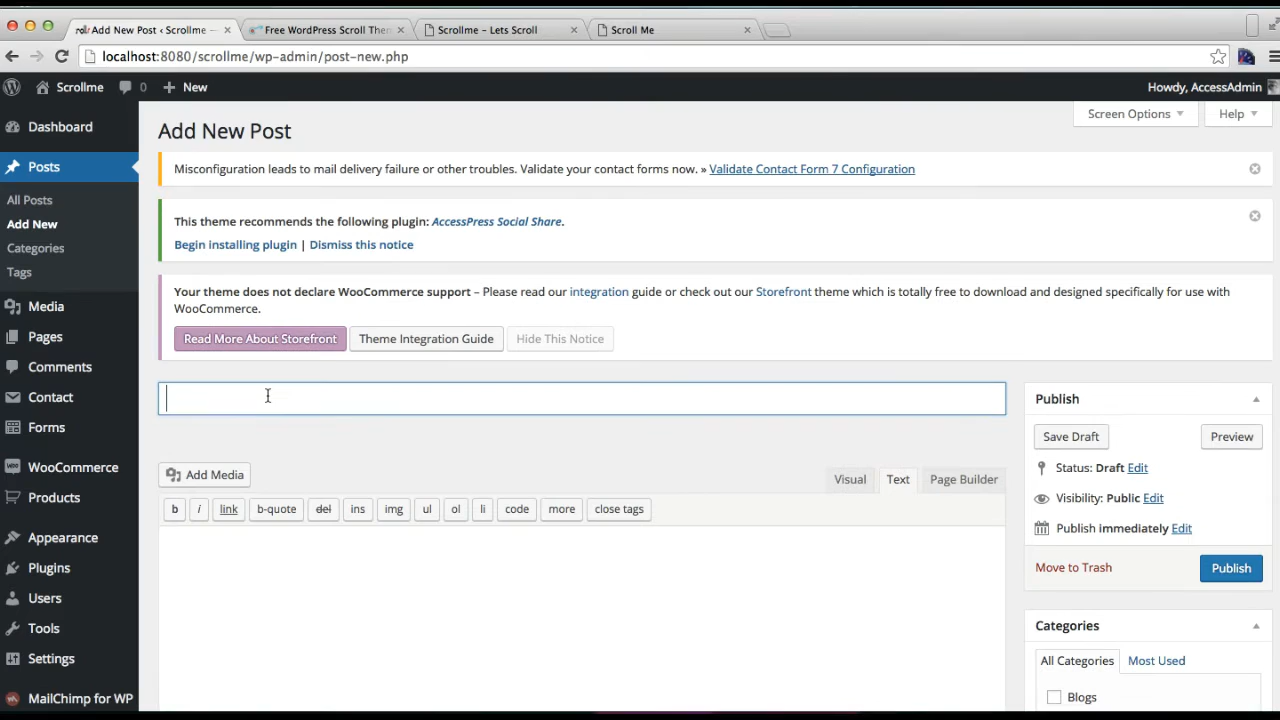 Add New Post ‹ Scrollme —
Free WordPress Scroll Them
Scrollme – Lets Scroll
Scroll Me
localhost:8080/scrollme/wp-admin/post-new.php
Scrollme
0
New
Howdy, AccessAdmin
Dashboard
Posts
All Posts
Add New
Categories
Tags
Media
Pages
Comments
Contact
Forms
WooCommerce
Products
Appearance
Plugins
Users
Tools
Settings
MailChimp for WP
Screen Options
Help
Add New Post
Misconfiguration leads to mail delivery failure or other troubles. Validate your contact forms now. » Validate Contact Form 7 Configuration
This theme recommends the following plugin: AccessPress Social Share.
Begin installing plugin | Dismiss this notice
Your theme does not declare WooCommerce support – Please read our integration guide or check out our Storefront theme which is totally free to download and designed specifically for use with
WooCommerce.
Read More About Storefront
Theme Integration Guide
Hide This Notice
Add Media
Visual
Text
Page Builder
b
i
link
b-quote
del
ins
img
ul
ol
li
code
more
close tags
Publish
Save Draft
Preview
Status: Draft Edit
Visibility: Public Edit
Publish immediately Edit
Move to Trash
Publish
Categories
All Categories
Most Used
Blogs